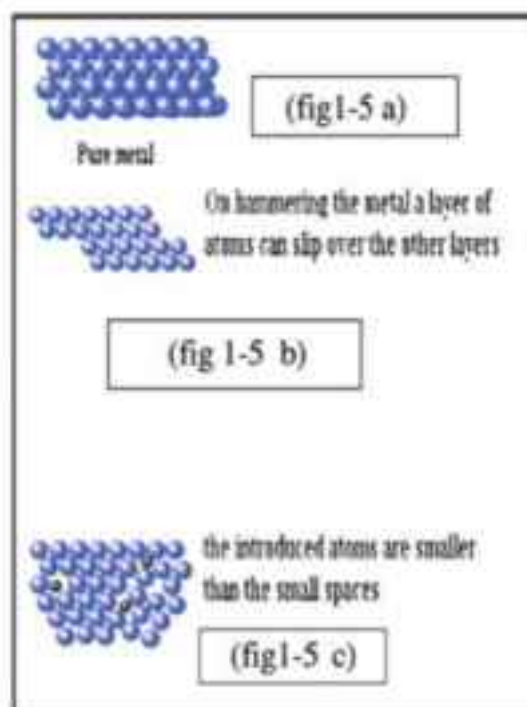 (fig1-5 a)
Pure metal
On hammering the metal a layer of
atoms can slip over the other layers
(fig 1-5 b)
the introduced atoms are smaller
than the small spaces
(fig1-5 c)